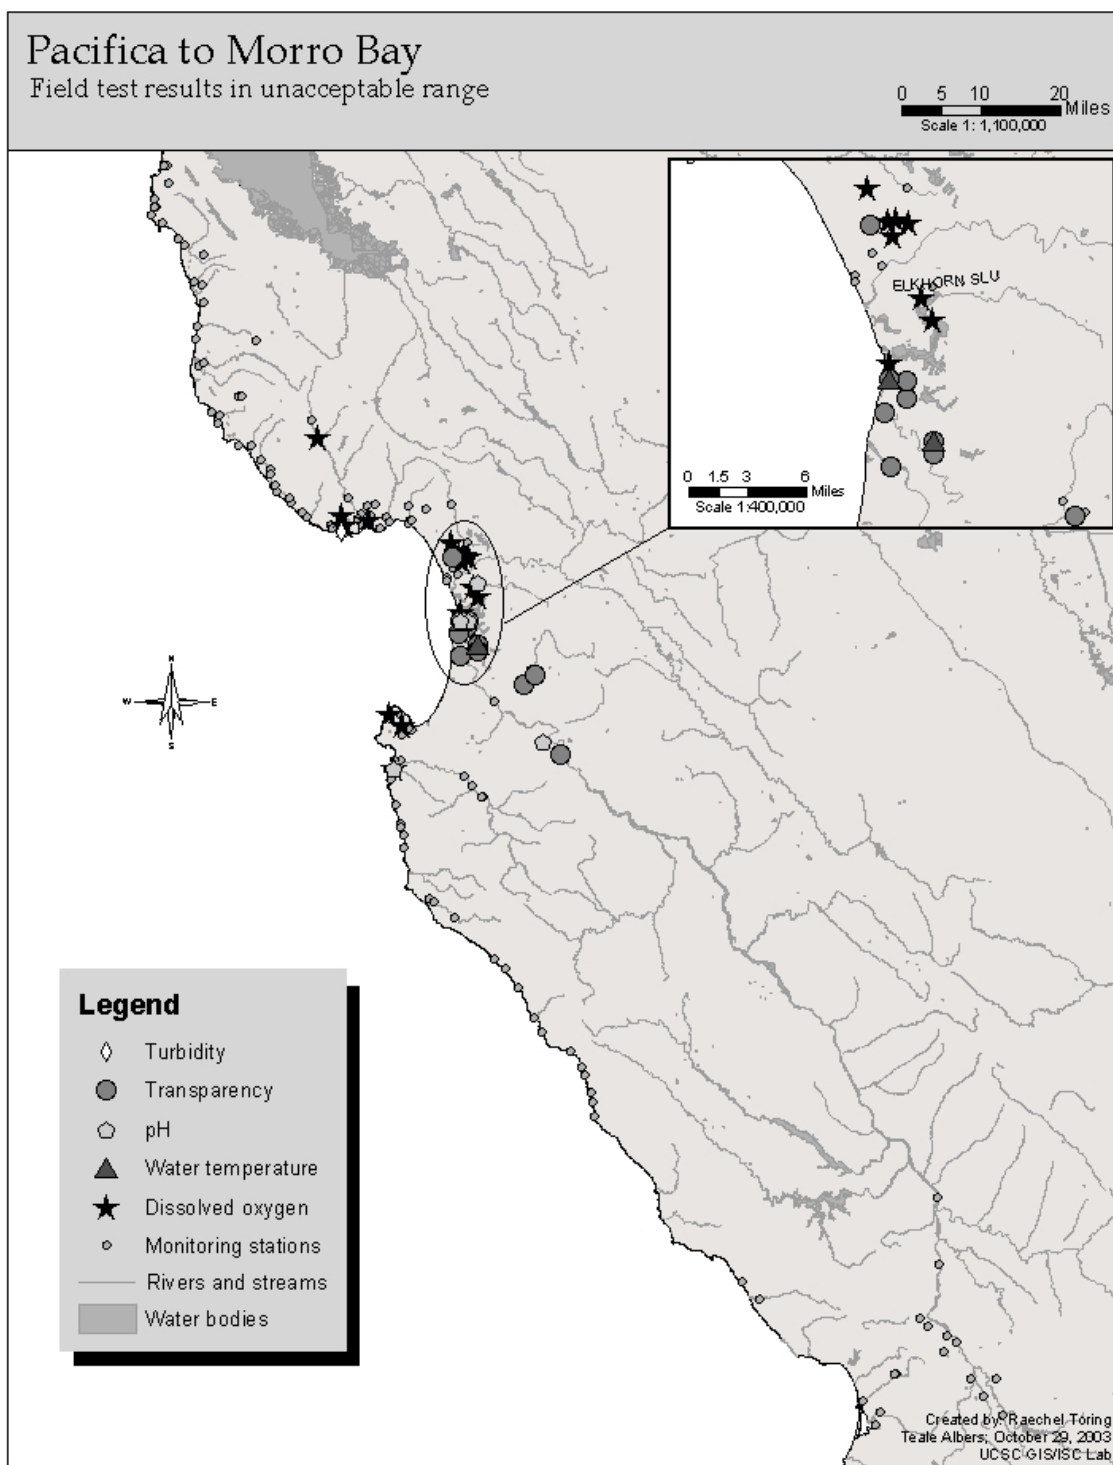 Pacifica to Morro Bay
Field test results in unacceptable range
0 5 10 20 Miles
Scale 1: 1,100,000
ELKHORN SLU
0 1.5 3 6 Miles
Scale 1:400,000
N
W E
S
Legend
Turbidity
Transparency
pH
Water temperature
Dissolved oxygen
Monitoring stations
Rivers and streams
Water bodies
Created by: Raechel Toring
Teale Albers; October 29, 2003
UCSC GIS/ISC Lab